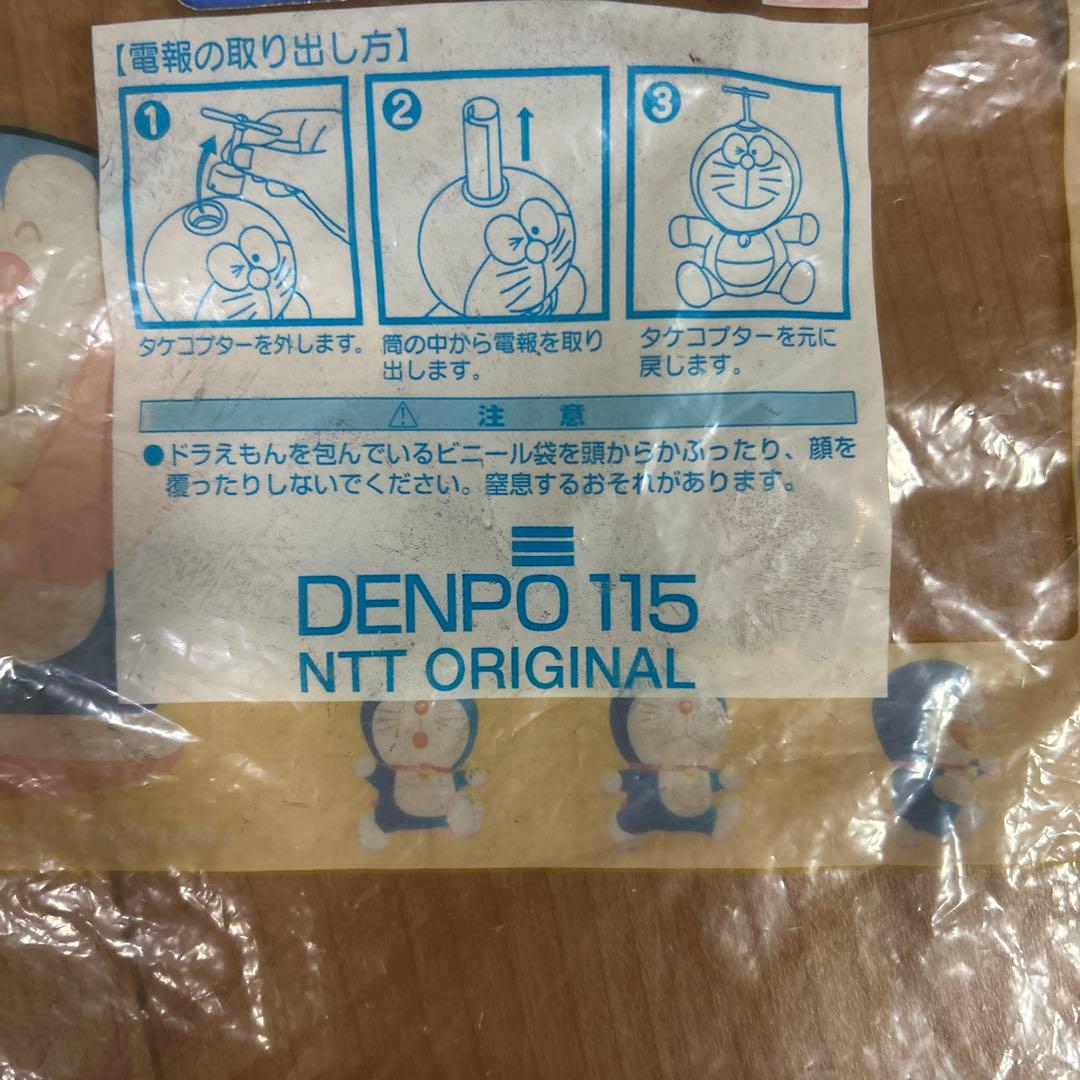 【電報の取り出し方】
1
2
3
タケコプターを外します。
筒の中から電報を取り
出します。
タケコプターを元に
戻します。
⚠ 注意
●ドラえもんを包んでいるビニール袋を頭からかぶったり、顔を
覆ったりしないでください。窒息するおそれがあります。
DENPO 115
NTT ORIGINAL